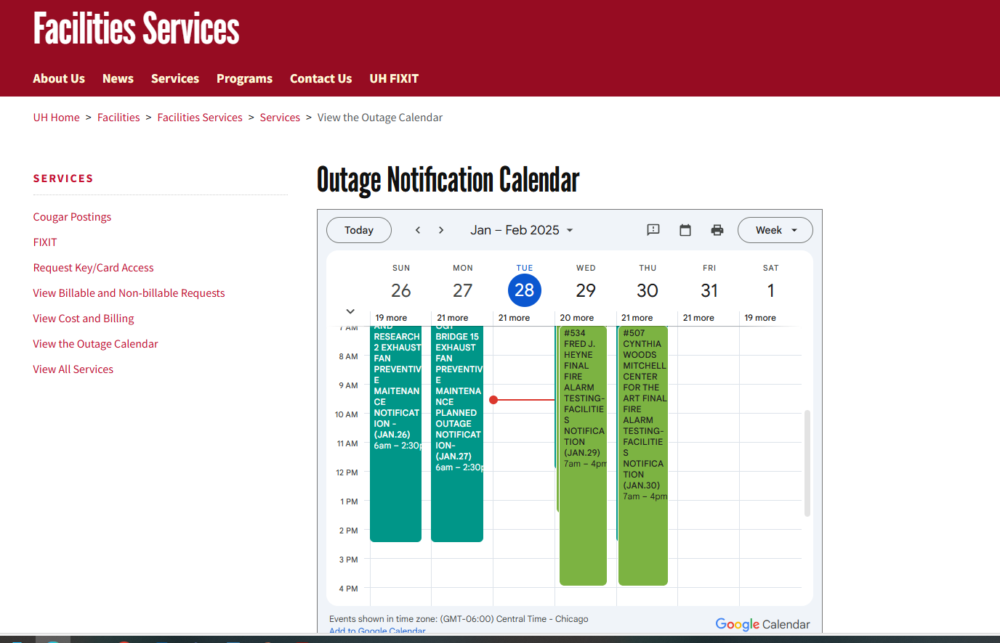 Facilities Services
About Us News Services Programs Contact Us UH FIXIT
UH Home > Facilities > Facilities Services > Services > View the Outage Calendar
SERVICES
Cougar Postings
FIXIT
Request Key/Card Access
View Billable and Non-billable Requests
View Cost and Billing
View the Outage Calendar
View All Services
Outage Notification Calendar
Today
Jan – Feb 2025
Week
SUN MON TUE WED THU FRI SAT
26 27 28 29 30 31 1
19 more 21 more 21 more 20 more 21 more 21 more 19 more
7 AM
8 AM
9 AM
10 AM
11 AM
12 PM
1 PM
2 PM
3 PM
4 PM
AND
RESEARCH
2 EXHAUST
FAN
PREVENTIV
E
MAITENAN
CE
NOTIFICAT
ION -
(JAN.26)
6am – 2:30p
BRIDGE 15
EXHAUST
FAN
PREVENTIV
E
MAINTENA
NCE
PLANNED
OUTAGE
NOTIFICAT
ION-
(JAN.27)
6am – 2:30p
#534
FRED J.
HEYNE
FINAL
FIRE
ALARM
TESTING-
FACILITIE
S
NOTIFICA
TION
(JAN.29)
7am – 4pm
#507
CYNTHIA
WOODS
MITCHELL
CENTER
FOR THE
ART FINAL
FIRE
ALARM
TESTING-
FACILITIE
S
NOTIFICA
TION
(JAN.30)
7am – 4pm
Events shown in time zone: (GMT-06:00) Central Time - Chicago
Add to Google Calendar
Google Calendar